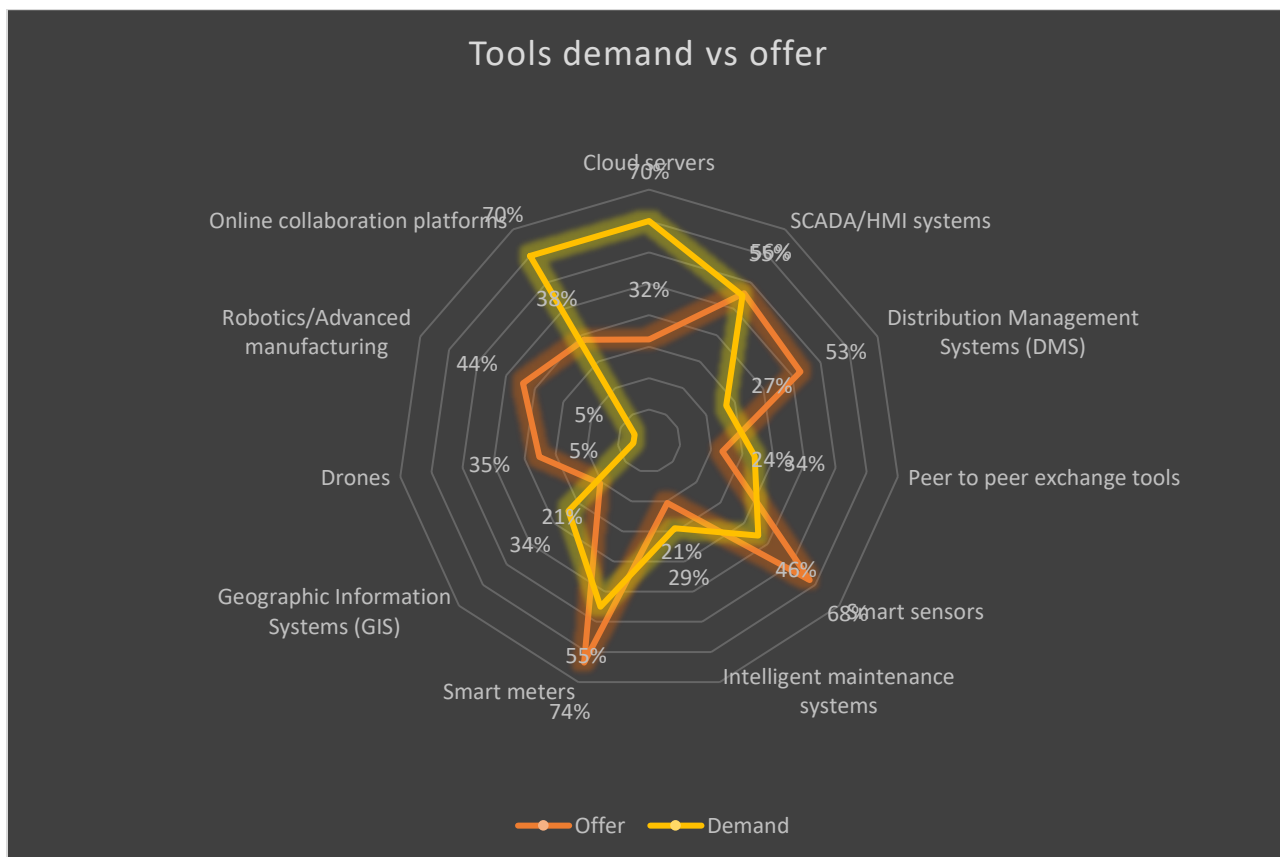 Tools demand vs offer
Cloud servers
70%
Online collaboration platforms
70%
SCADA/HMI systems
56%
55%
38%
32%
Robotics/Advanced
manufacturing
44%
Distribution Management
Systems (DMS)
53%
27%
5%
5%
Drones
35%
24%
34%
Peer to peer exchange tools
21%
34%
21%
29%
46%
Smart sensors
68%
Geographic Information
Systems (GIS)
55%
Smart meters
74%
Intelligent maintenance
systems
Offer
Demand